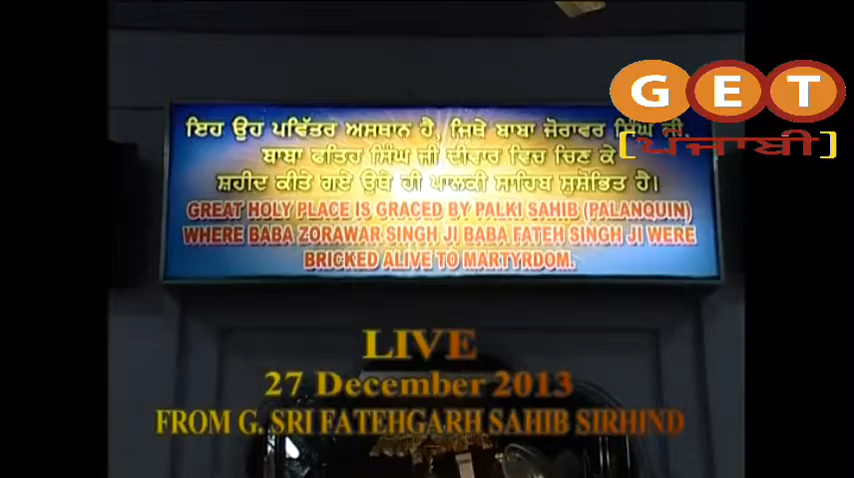 GET
[ਪੰਜਾਬੀ]
ਇਹ ਉਹ ਪਵਿੱਤਰ ਅਸਥਾਨ ਹੈ, ਜਿਥੇ ਬਾਬਾ ਜੋਰਾਵਰ ਸਿੰਘ ਜੀ,
ਬਾਬਾ ਫਤਿਹ ਸਿੰਘ ਜੀ ਦੀਵਾਰ ਵਿਚ ਚਿਣ ਕੇ
ਸ਼ਹੀਦ ਕੀਤੇ ਗਏ ਉਥੇ ਹੀ ਪਾਲਕੀ ਸਾਹਿਬ ਸੁਸ਼ੋਭਿਤ ਹੈ।
GREAT HOLY PLACE IS GRACED BY PALKI SAHIB (PALANQUIN)
WHERE BABA ZORAWAR SINGH JI BABA FATEH SINGH JI WERE
BRICKED ALIVE TO MARTYRDOM.
LIVE
27 December 2013
FROM G. SRI FATEHGARH SAHIB SIRHIND